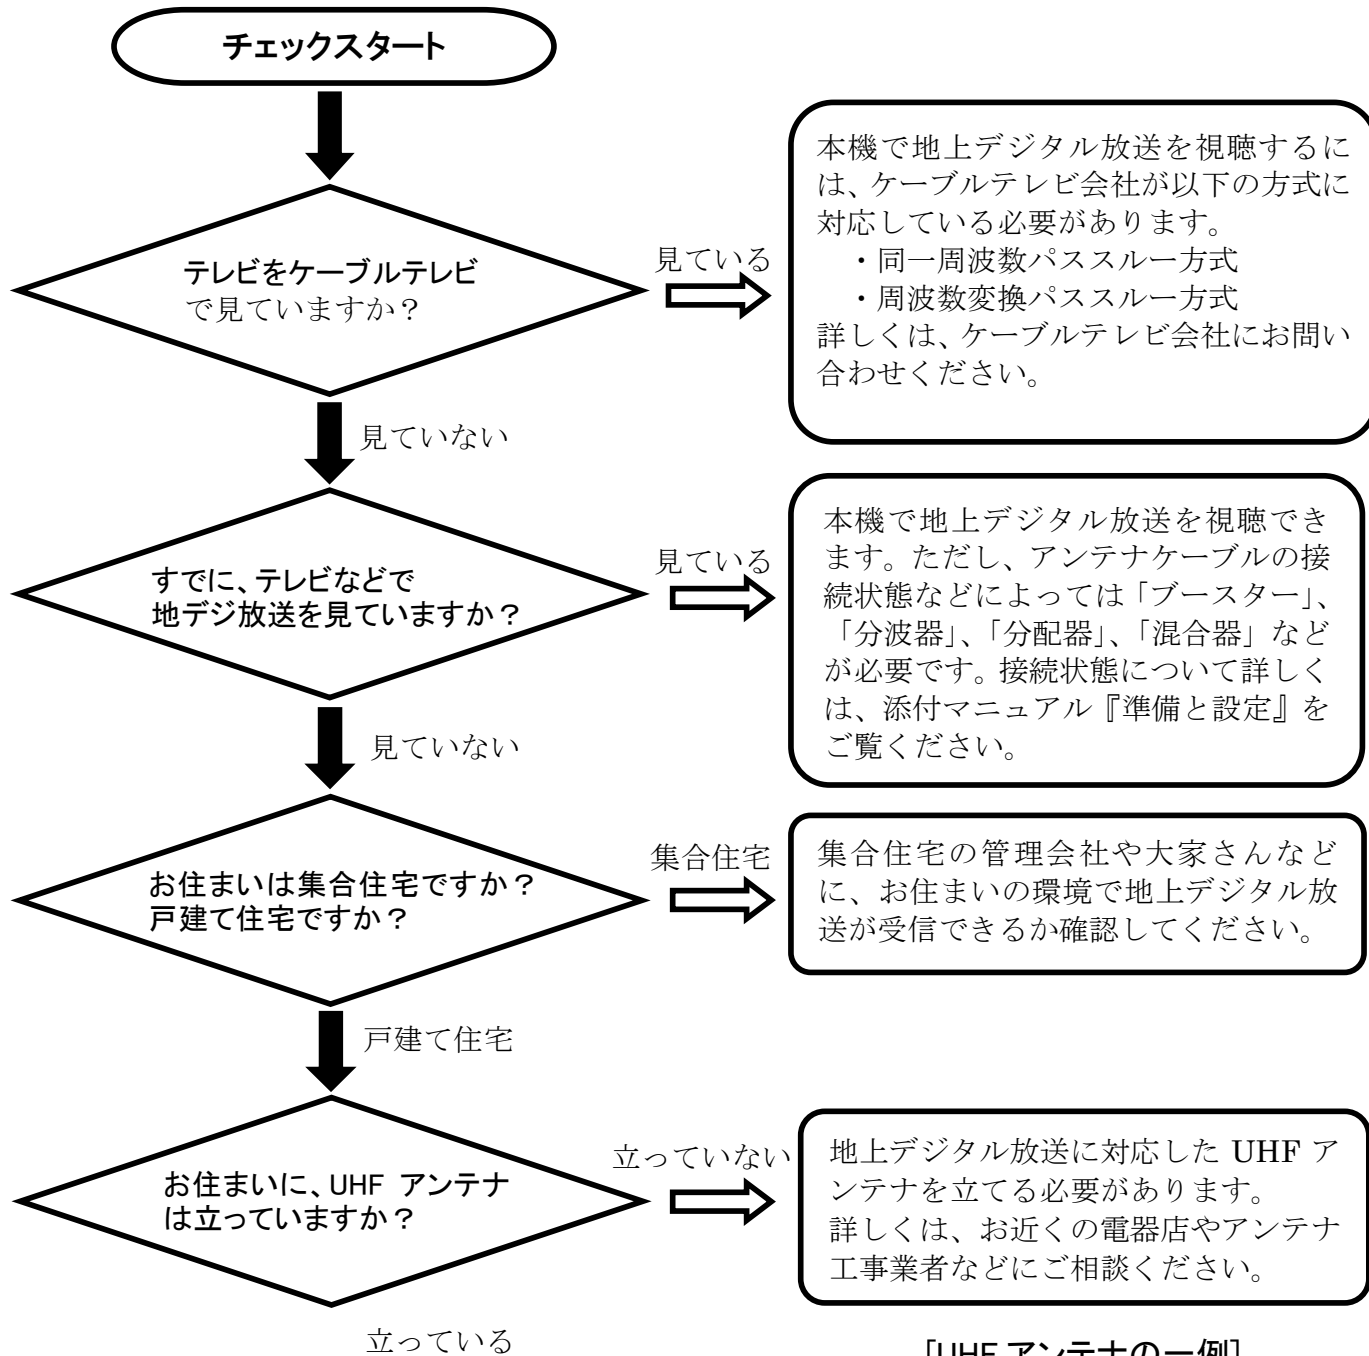 チェックスタート
テレビをケーブルテレビ
で見ていますか？
見ている
本機で地上デジタル放送を視聴するに
は、ケーブルテレビ会社が以下の方式に
対応している必要があります。
・同一周波数パススルー方式
・周波数変換パススルー方式
詳しくは、ケーブルテレビ会社にお問い
合わせください。
見ていない
すでに、テレビなどで
地デジ放送を見ていますか？
見ている
本機で地上デジタル放送を視聴でき
ます。ただし、アンテナケーブルの接
続状態などによっては「ブースター」、
「分波器」、「分配器」、「混合器」など
が必要です。接続状態について詳しく
は、添付マニュアル『準備と設定』を
ご覧ください。
見ていない
お住まいは集合住宅ですか？
戸建て住宅ですか？
集合住宅
集合住宅の管理会社や大家さんなど
に、お住まいの環境で地上デジタル放
送が受信できるか確認してください。
戸建て住宅
お住まいに、UHF アンテナ
は立っていますか？
立っていない
地上デジタル放送に対応した UHF ア
ンテナを立てる必要があります。
詳しくは、お近くの電器店やアンテナ
工事業者などにご相談ください。
立っている
［UHF アンテナの一例］